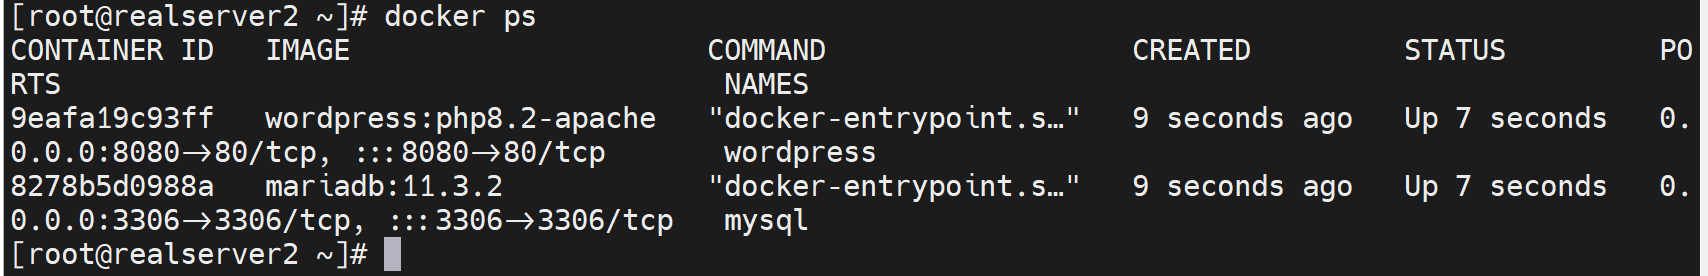 [root@realserver2 ~]# docker ps
CONTAINER ID   IMAGE                     COMMAND                  CREATED         STATUS         PO
RTS                                       NAMES
9eafa19c93ff   wordpress:php8.2-apache   "docker-entrypoint.s…"   9 seconds ago   Up 7 seconds   0.
0.0.0:8080->80/tcp, :::8080->80/tcp       wordpress
8278b5d0988a   mariadb:11.3.2            "docker-entrypoint.s…"   9 seconds ago   Up 7 seconds   0.
0.0.0:3306->3306/tcp, :::3306->3306/tcp   mysql
[root@realserver2 ~]#